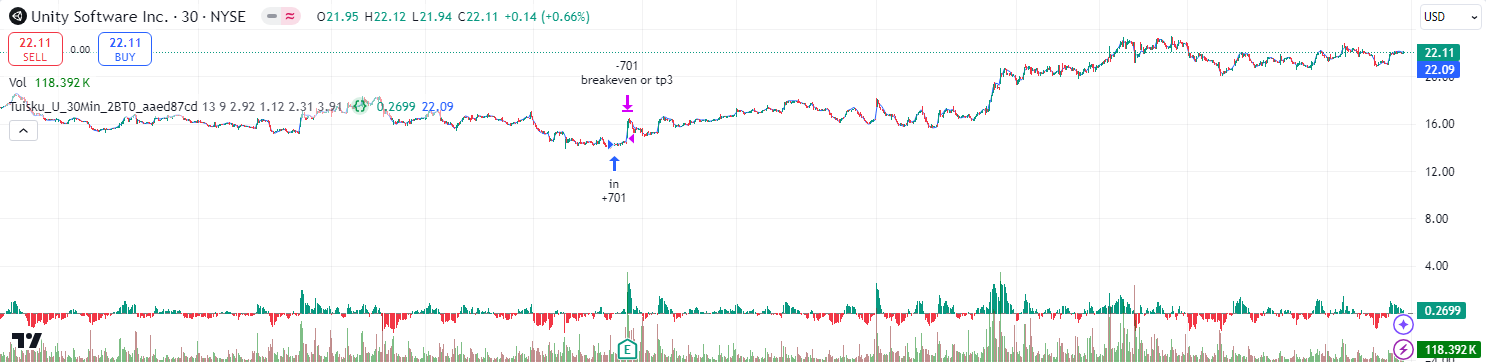 Unity Software Inc. · 30 · NYSE O21.95 H22.12 L21.94 C22.11 +0.14 (+0.66%)
USD
22.11 SELL
0.00
22.11 BUY
Vol 118.392 K
Tuisku_U_30Min_2BT0_aaed87cd 13 9 2.92 1.12 2.31 3.91 {} 0.2699 22.09
-701
breakeven or tp3
in
+701
22.11
22.09
20.00
16.00
12.00
8.00
4.00
0.2699
118.392 K
-4.00
E